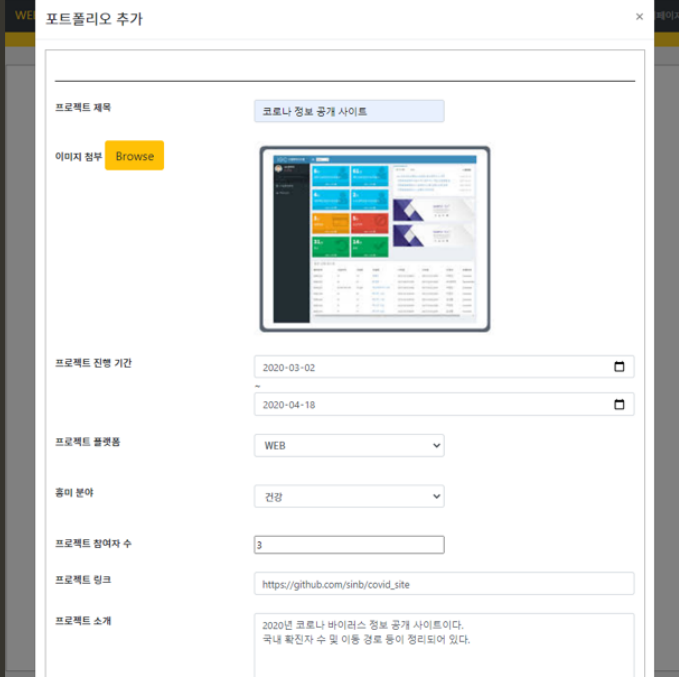 포트폴리오 추가
×
프로젝트 제목
코로나 정보 공개 사이트
이미지 첨부
Browse
프로젝트 진행 기간
2020-03-02
~
2020-04-18
프로젝트 플랫폼
WEB
흥미 분야
건강
프로젝트 참여자 수
3
프로젝트 링크
https://github.com/sinb/covid_site
프로젝트 소개
2020년 코로나 바이러스 정보 공개 사이트이다.
국내 확진자 수 및 이동 경로 등이 정리되어 있다.